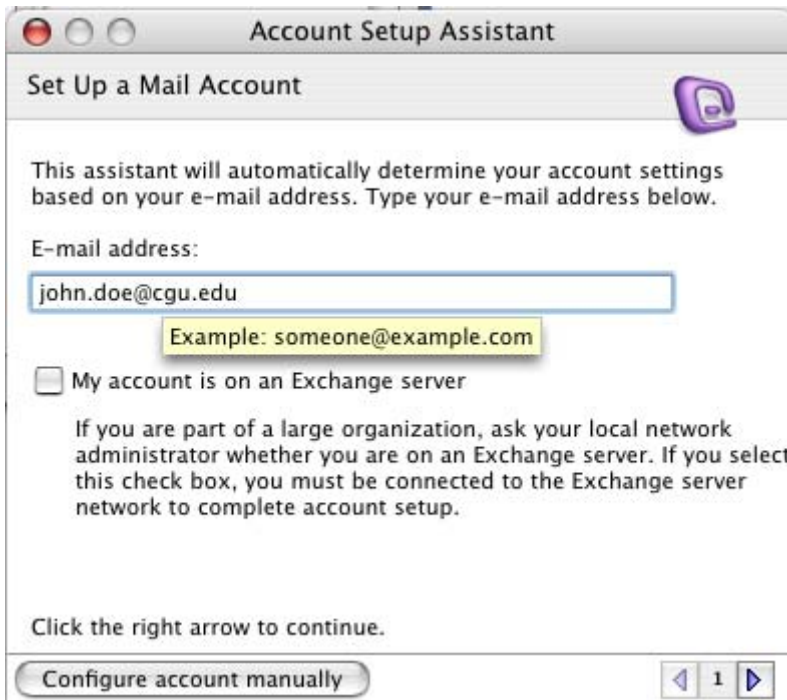 Account Setup Assistant
Set Up a Mail Account
This assistant will automatically determine your account settings
based on your e-mail address. Type your e-mail address below.
E-mail address:
john.doe@cgu.edu
Example: someone@example.com
My account is on an Exchange server
If you are part of a large organization, ask your local network
administrator whether you are on an Exchange server. If you select
this check box, you must be connected to the Exchange server
network to complete account setup.
Click the right arrow to continue.
Configure account manually
1